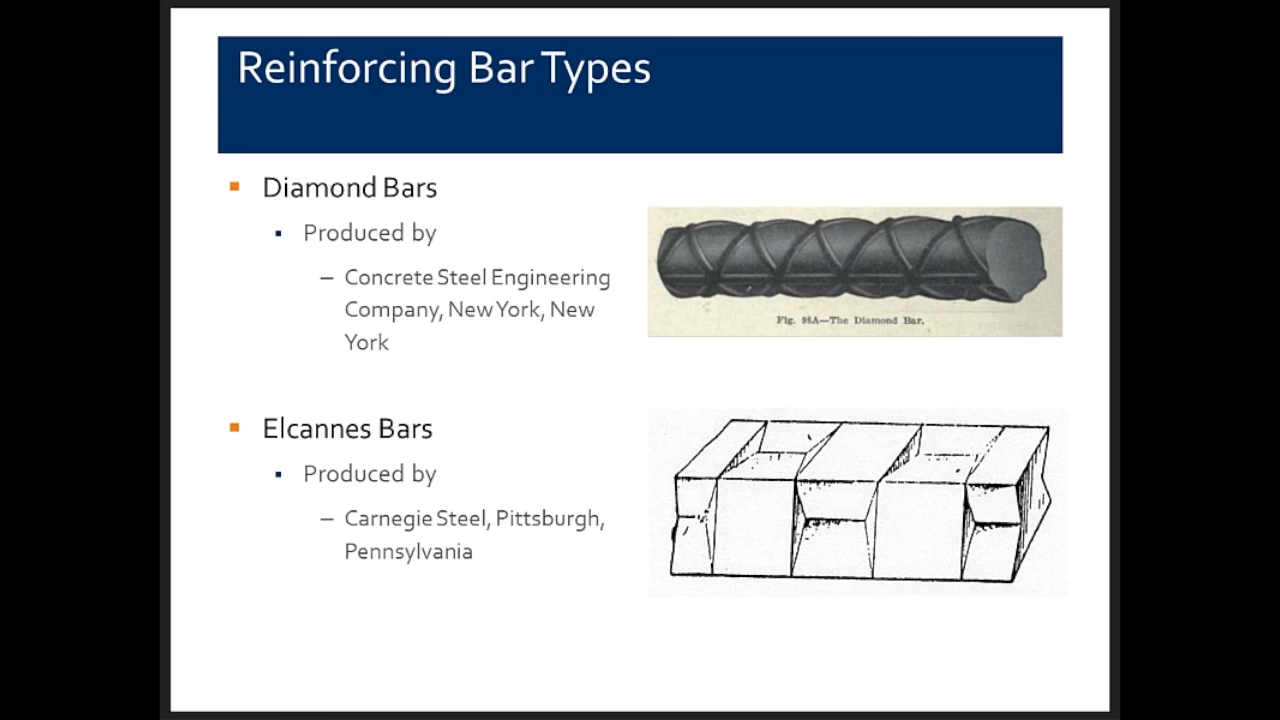 Reinforcing Bar Types
Diamond Bars
Produced by
– Concrete Steel Engineering
Company, New York, New
York
Fig. 98A—The Diamond Bar.
Elcannes Bars
Produced by
– Carnegie Steel, Pittsburgh,
Pennsylvania